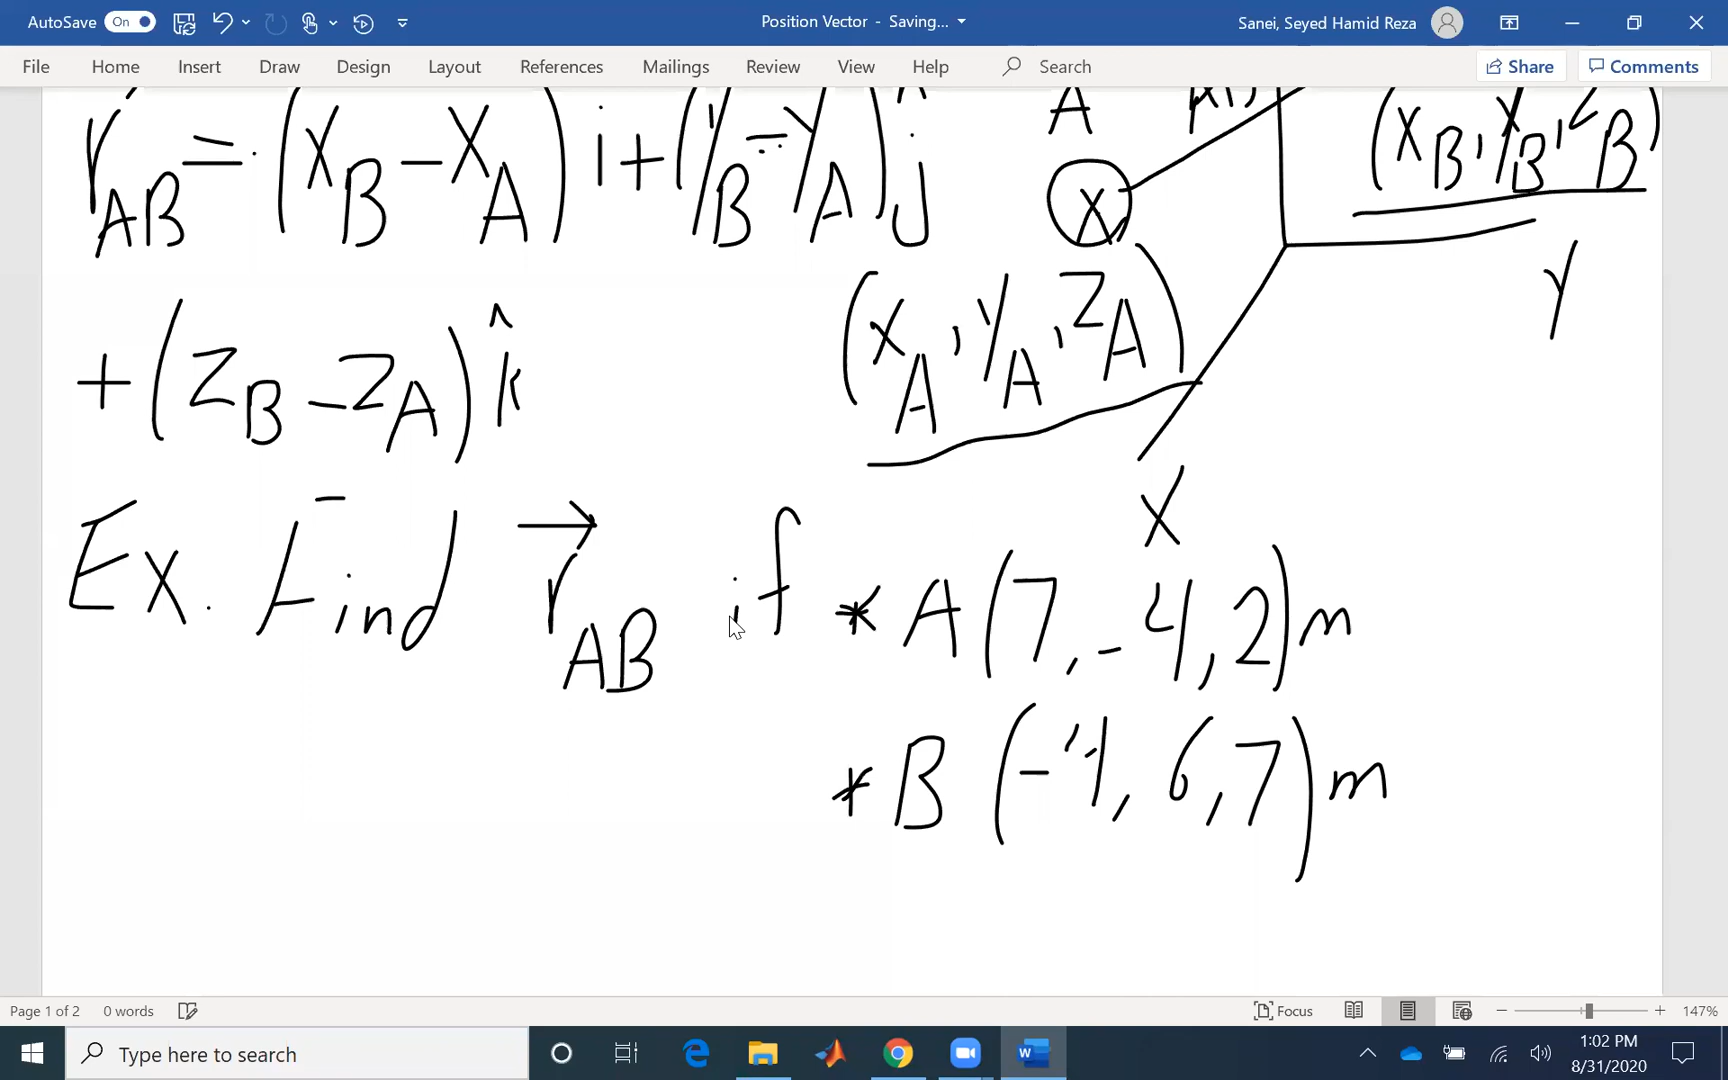 AutoSave On Position Vector - Saving... Sanei, Seyed Hamid Reza
File Home Insert Draw Design Layout References Mailings Review View Help Search Share Comments
r AB = (XB - XA) i + (YB - YA) j
A
(XB, YB, ZB)
X
+ (ZB - ZA) k̂
(XA, YA, ZA)
Y
X
Ex. Find r⃗AB if * A (7, -4, 2) m
* B (-4, 6, 7) m
Page 1 of 2 0 words Focus 147%
Type here to search 1:02 PM
8/31/2020